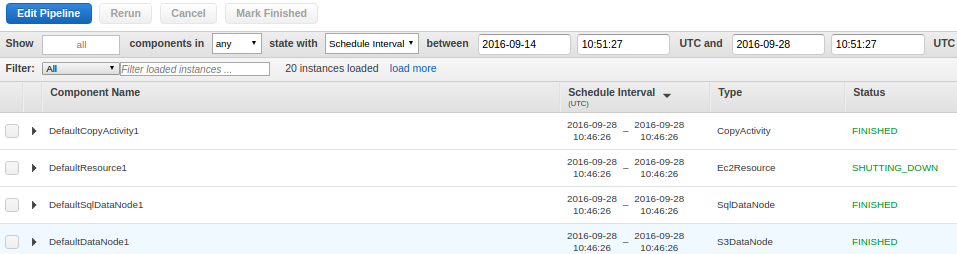 Edit Pipeline Rerun Cancel Mark Finished
Show all components in any state with Schedule Interval between 2016-09-14 10:51:27 UTC and 2016-09-28 10:51:27 UTC
Filter: All Filter loaded instances ... 20 instances loaded load more
Component Name Schedule Interval (UTC) Type Status
DefaultCopyActivity1 2016-09-28 10:46:26 – 2016-09-28 10:46:26 CopyActivity FINISHED
DefaultResource1 2016-09-28 10:46:26 – 2016-09-28 10:46:26 Ec2Resource SHUTTING_DOWN
DefaultSqlDataNode1 2016-09-28 10:46:26 – 2016-09-28 10:46:26 SqlDataNode FINISHED
DefaultDataNode1 2016-09-28 10:46:26 – 2016-09-28 10:46:26 S3DataNode FINISHED